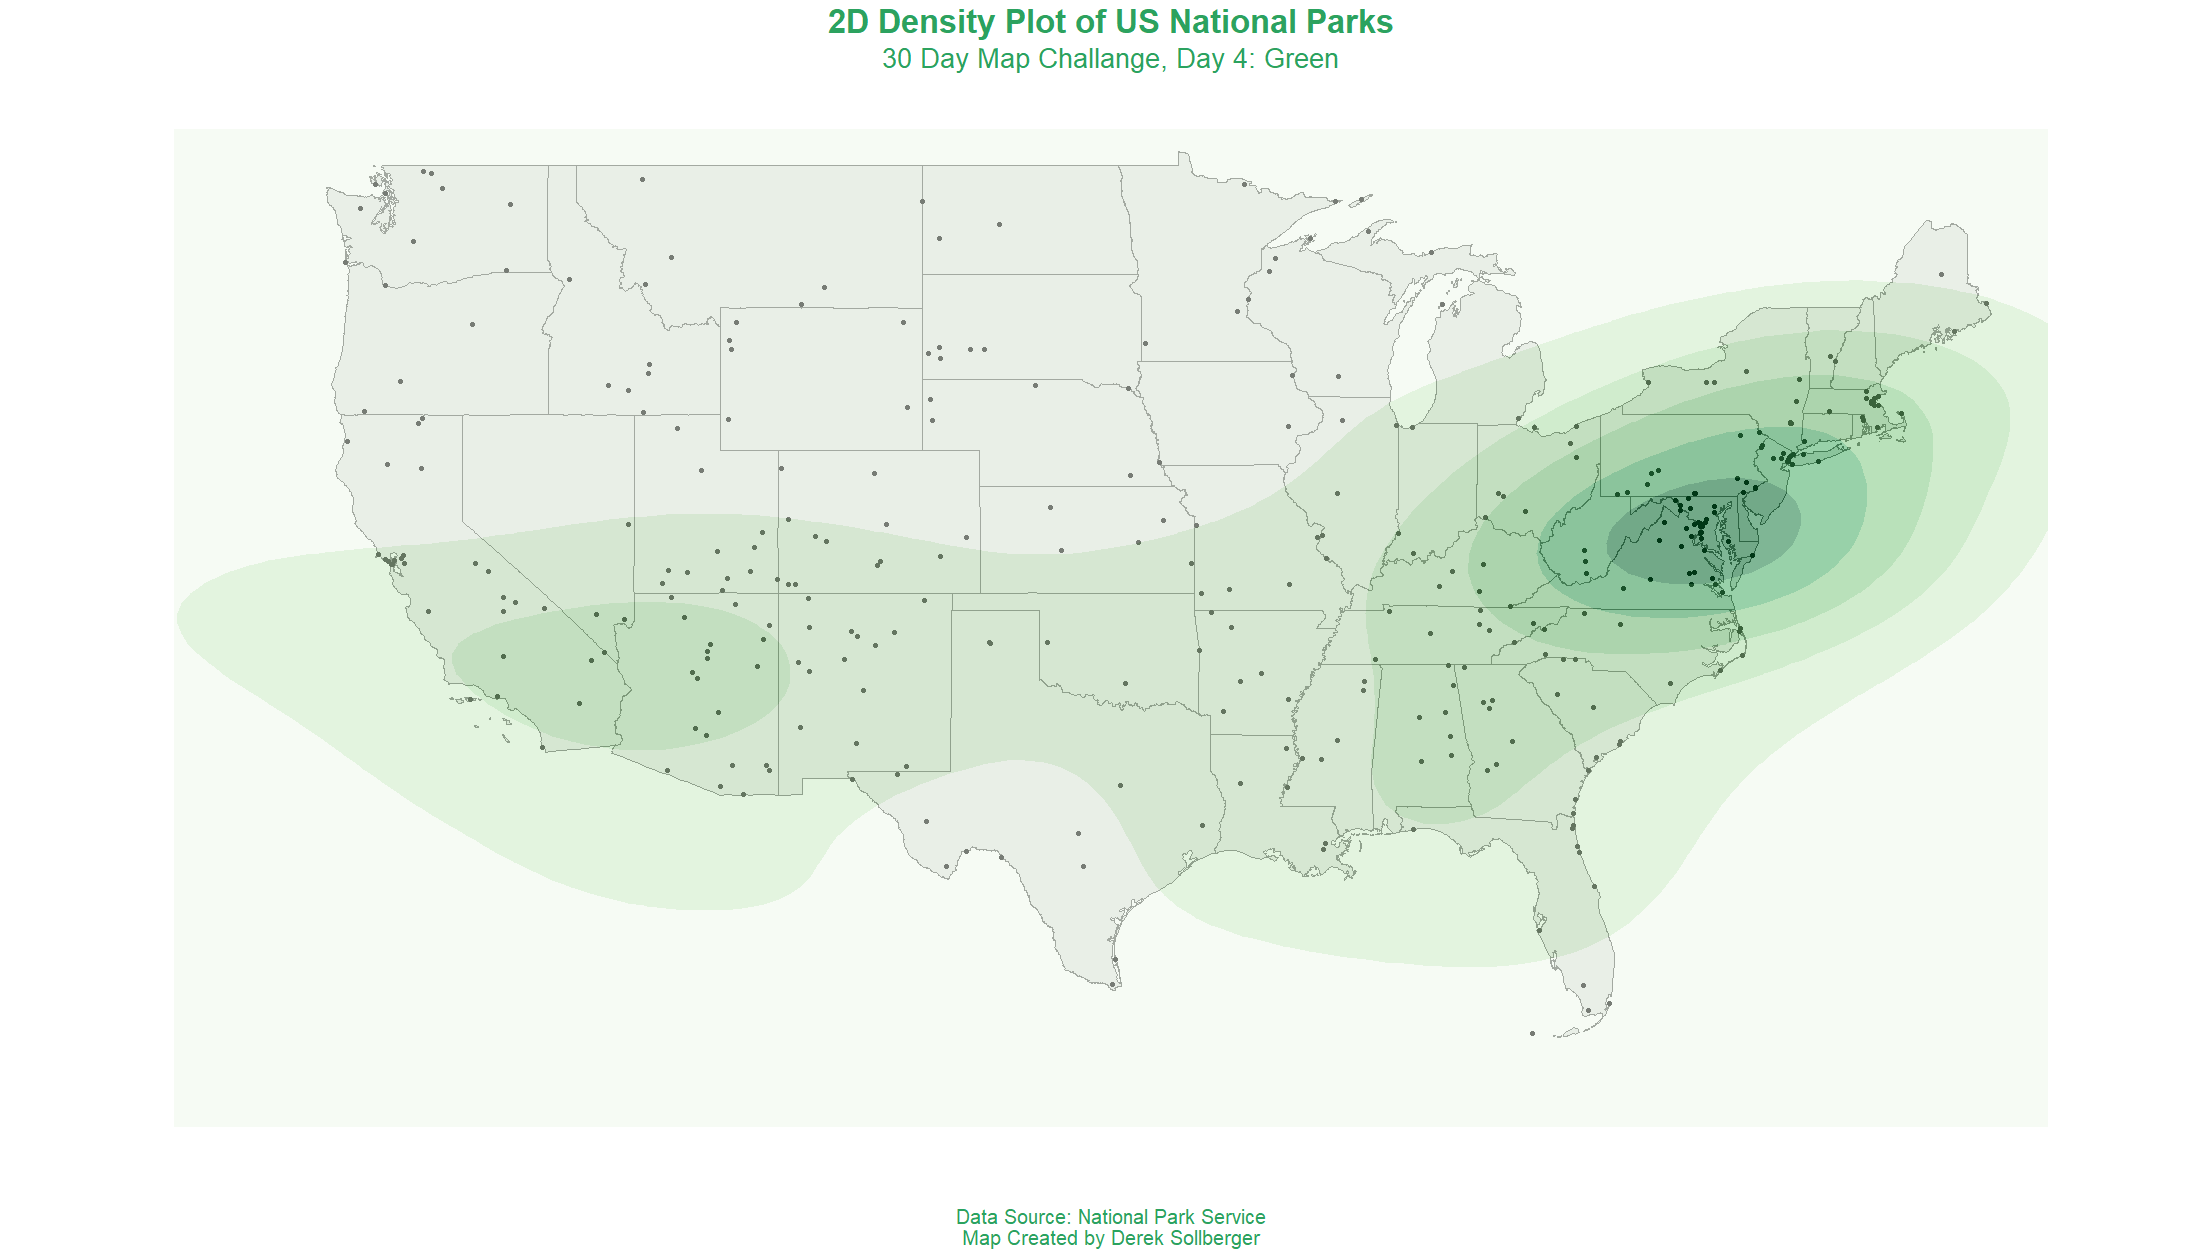 2D Density Plot of US National Parks
30 Day Map Challange, Day 4: Green
Data Source: National Park Service
Map Created by Derek Sollberger